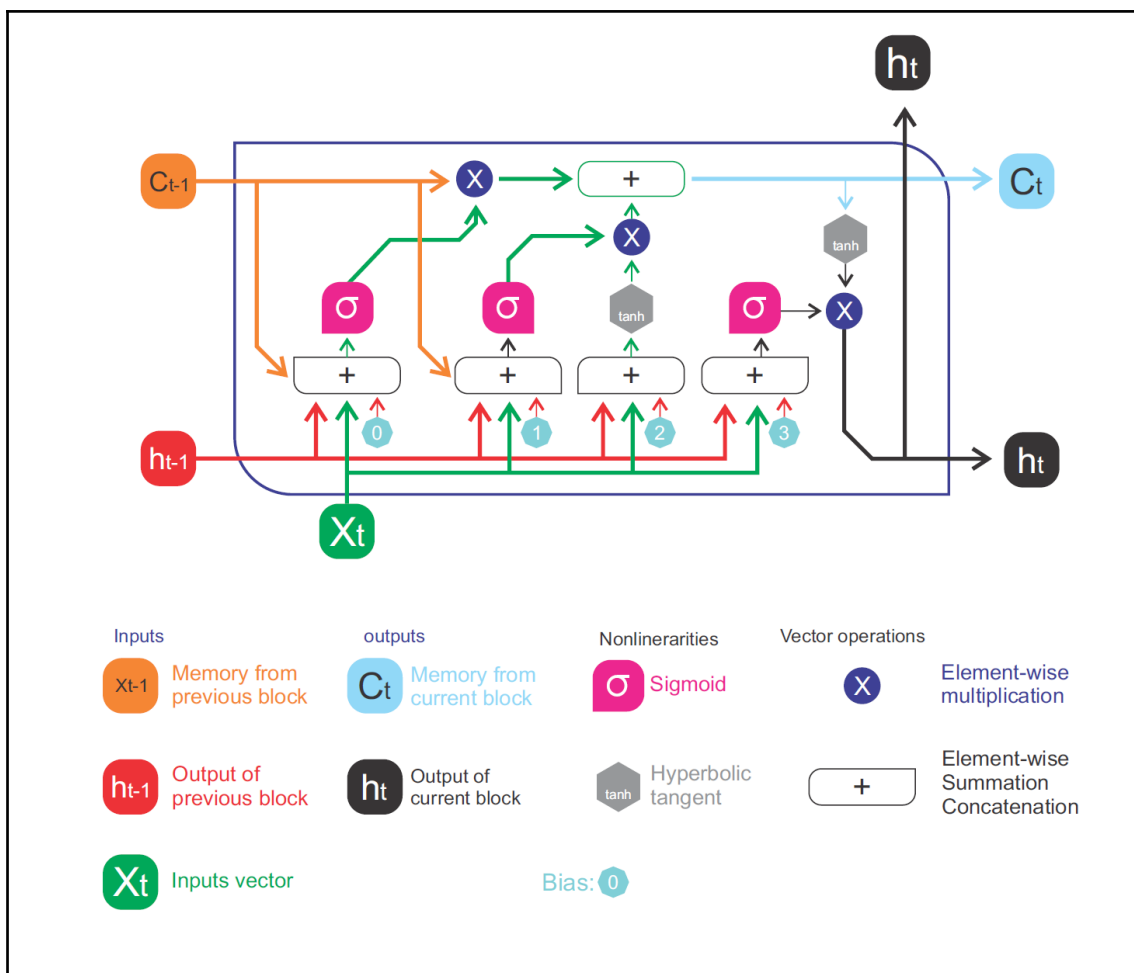 ht
Ct-1
X
+
Ct
X
tanh
σ
σ
tanh
σ
X
+
+
+
+
0
1
2
3
ht-1
ht
Xt
Inputs
outputs
Nonlinerarities
Vector operations
Xt-1
Memory from
previous block
Ct
Memory from
current block
σ
Sigmoid
X
Element-wise
multiplication
ht-1
Output of
previous block
ht
Output of
current block
tanh
Hyperbolic
tangent
+
Element-wise
Summation
Concatenation
Xt
Inputs vector
Bias: 0